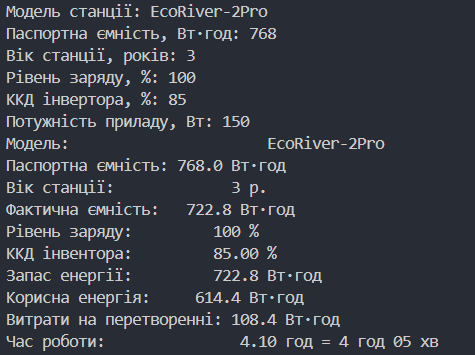 Модель станції: EcoRiver-2Pro
Паспортна ємність, Вт·год: 768
Вік станції, років: 3
Рівень заряду, %: 100
ККД інвертора, %: 85
Потужність приладу, Вт: 150
Модель: EcoRiver-2Pro
Паспортна ємність: 768.0 Вт·год
Вік станції: 3 р.
Фактична ємність: 722.8 Вт·год
Рівень заряду: 100 %
ККД інвентора: 85.00 %
Запас енергії: 722.8 Вт·год
Корисна енергія: 614.4 Вт·год
Витрати на перетворенні: 108.4 Вт·год
Час роботи: 4.10 год = 4 год 05 хв